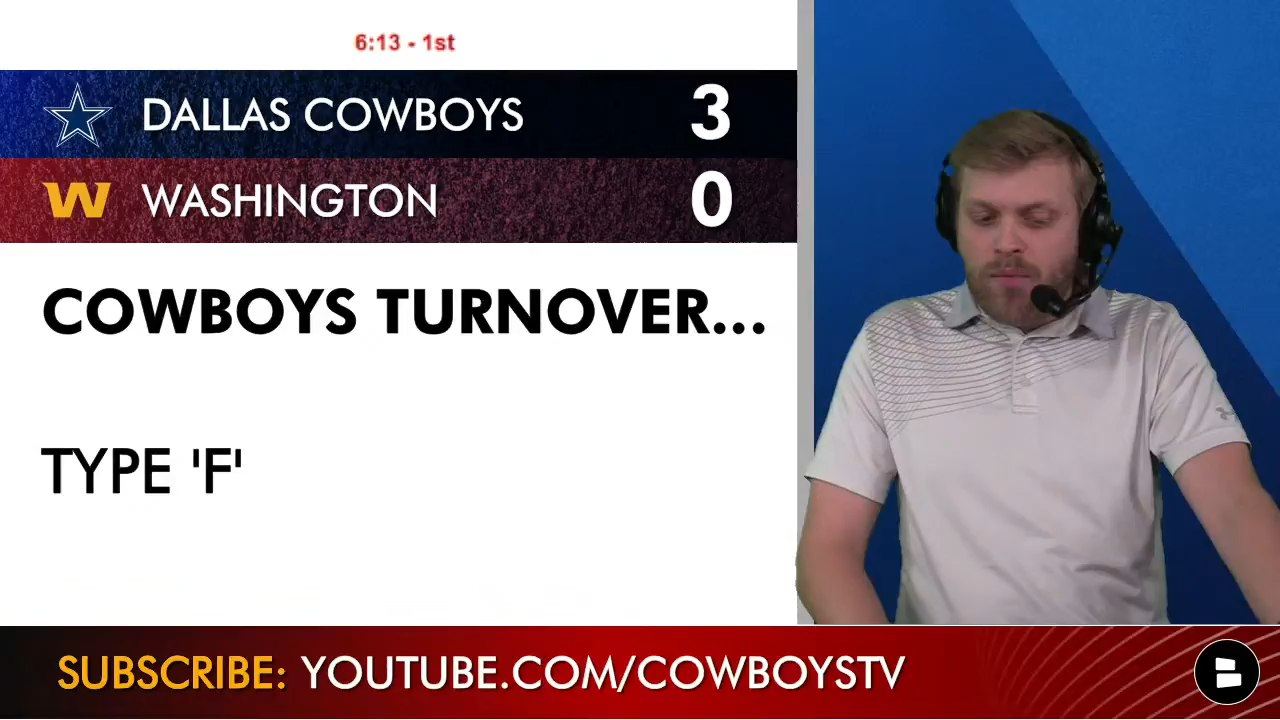 6:13 - 1st
DALLAS COWBOYS 3
W WASHINGTON 0
COWBOYS TURNOVER...
TYPE 'F'
SUBSCRIBE: YOUTUBE.COM/COWBOYSTV